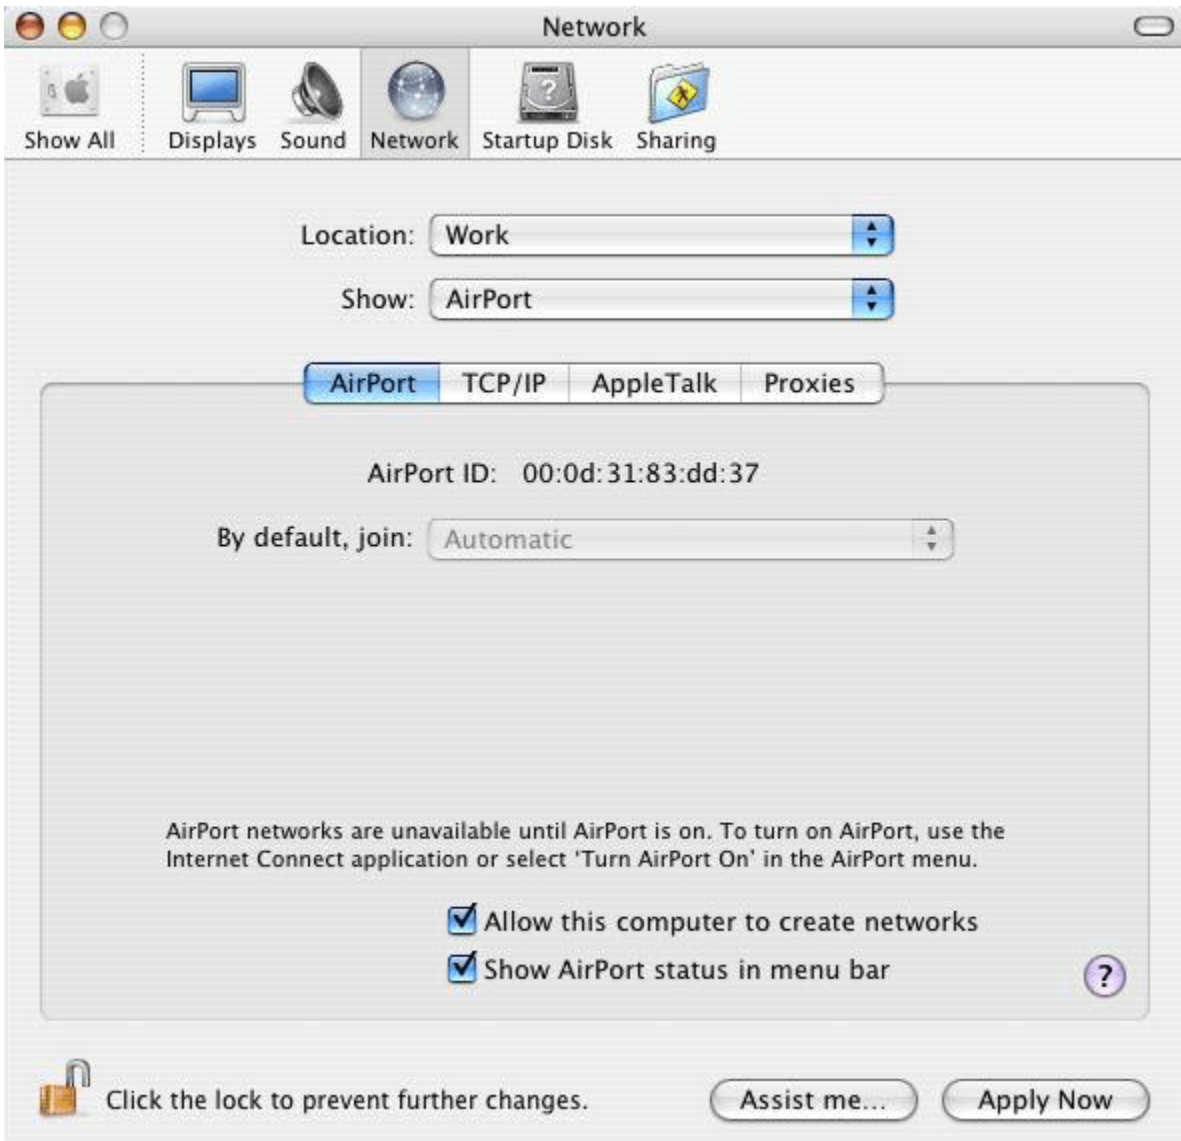 Network
Show All Displays Sound Network Startup Disk Sharing
Location: Work
Show: AirPort
AirPort TCP/IP AppleTalk Proxies
AirPort ID: 00:0d:31:83:dd:37
By default, join: Automatic
AirPort networks are unavailable until AirPort is on. To turn on AirPort, use the
Internet Connect application or select ‘Turn AirPort On’ in the AirPort menu.
Allow this computer to create networks
Show AirPort status in menu bar
?
Click the lock to prevent further changes. Assist me... Apply Now